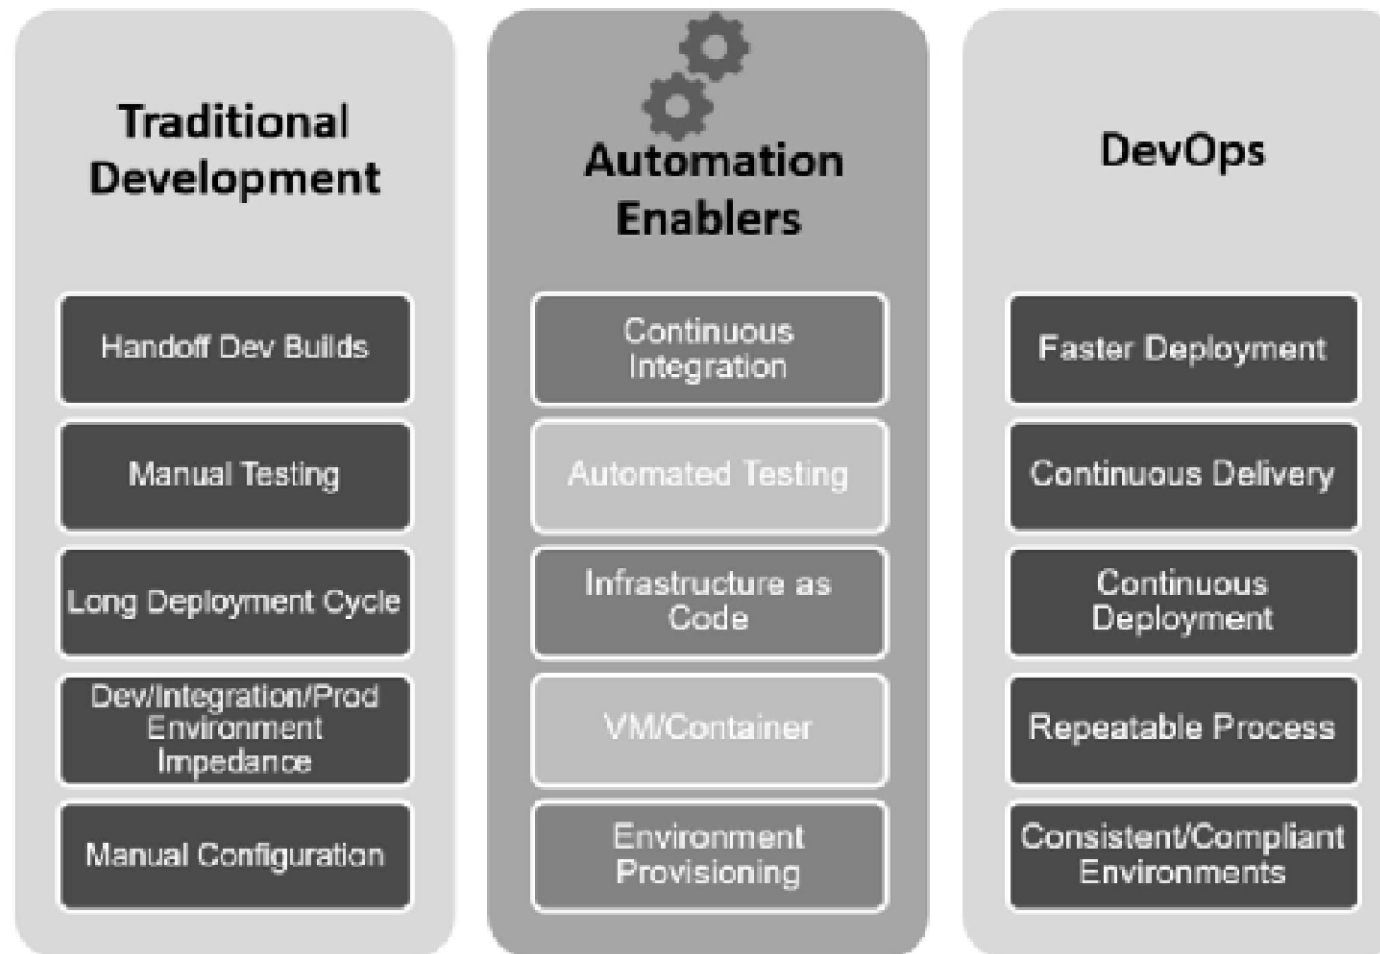 Traditional
Development
Handoff Dev Builds
Manual Testing
Long Deployment Cycle
Dev/Integration/Prod
Environment
Impedance
Manual Configuration
Automation
Enablers
Continuous
Integration
Automated Testing
Infrastructure as
Code
VM/Container
Environment
Provisioning
DevOps
Faster Deployment
Continuous Delivery
Continuous
Deployment
Repeatable Process
Consistent/Compliant
Environments